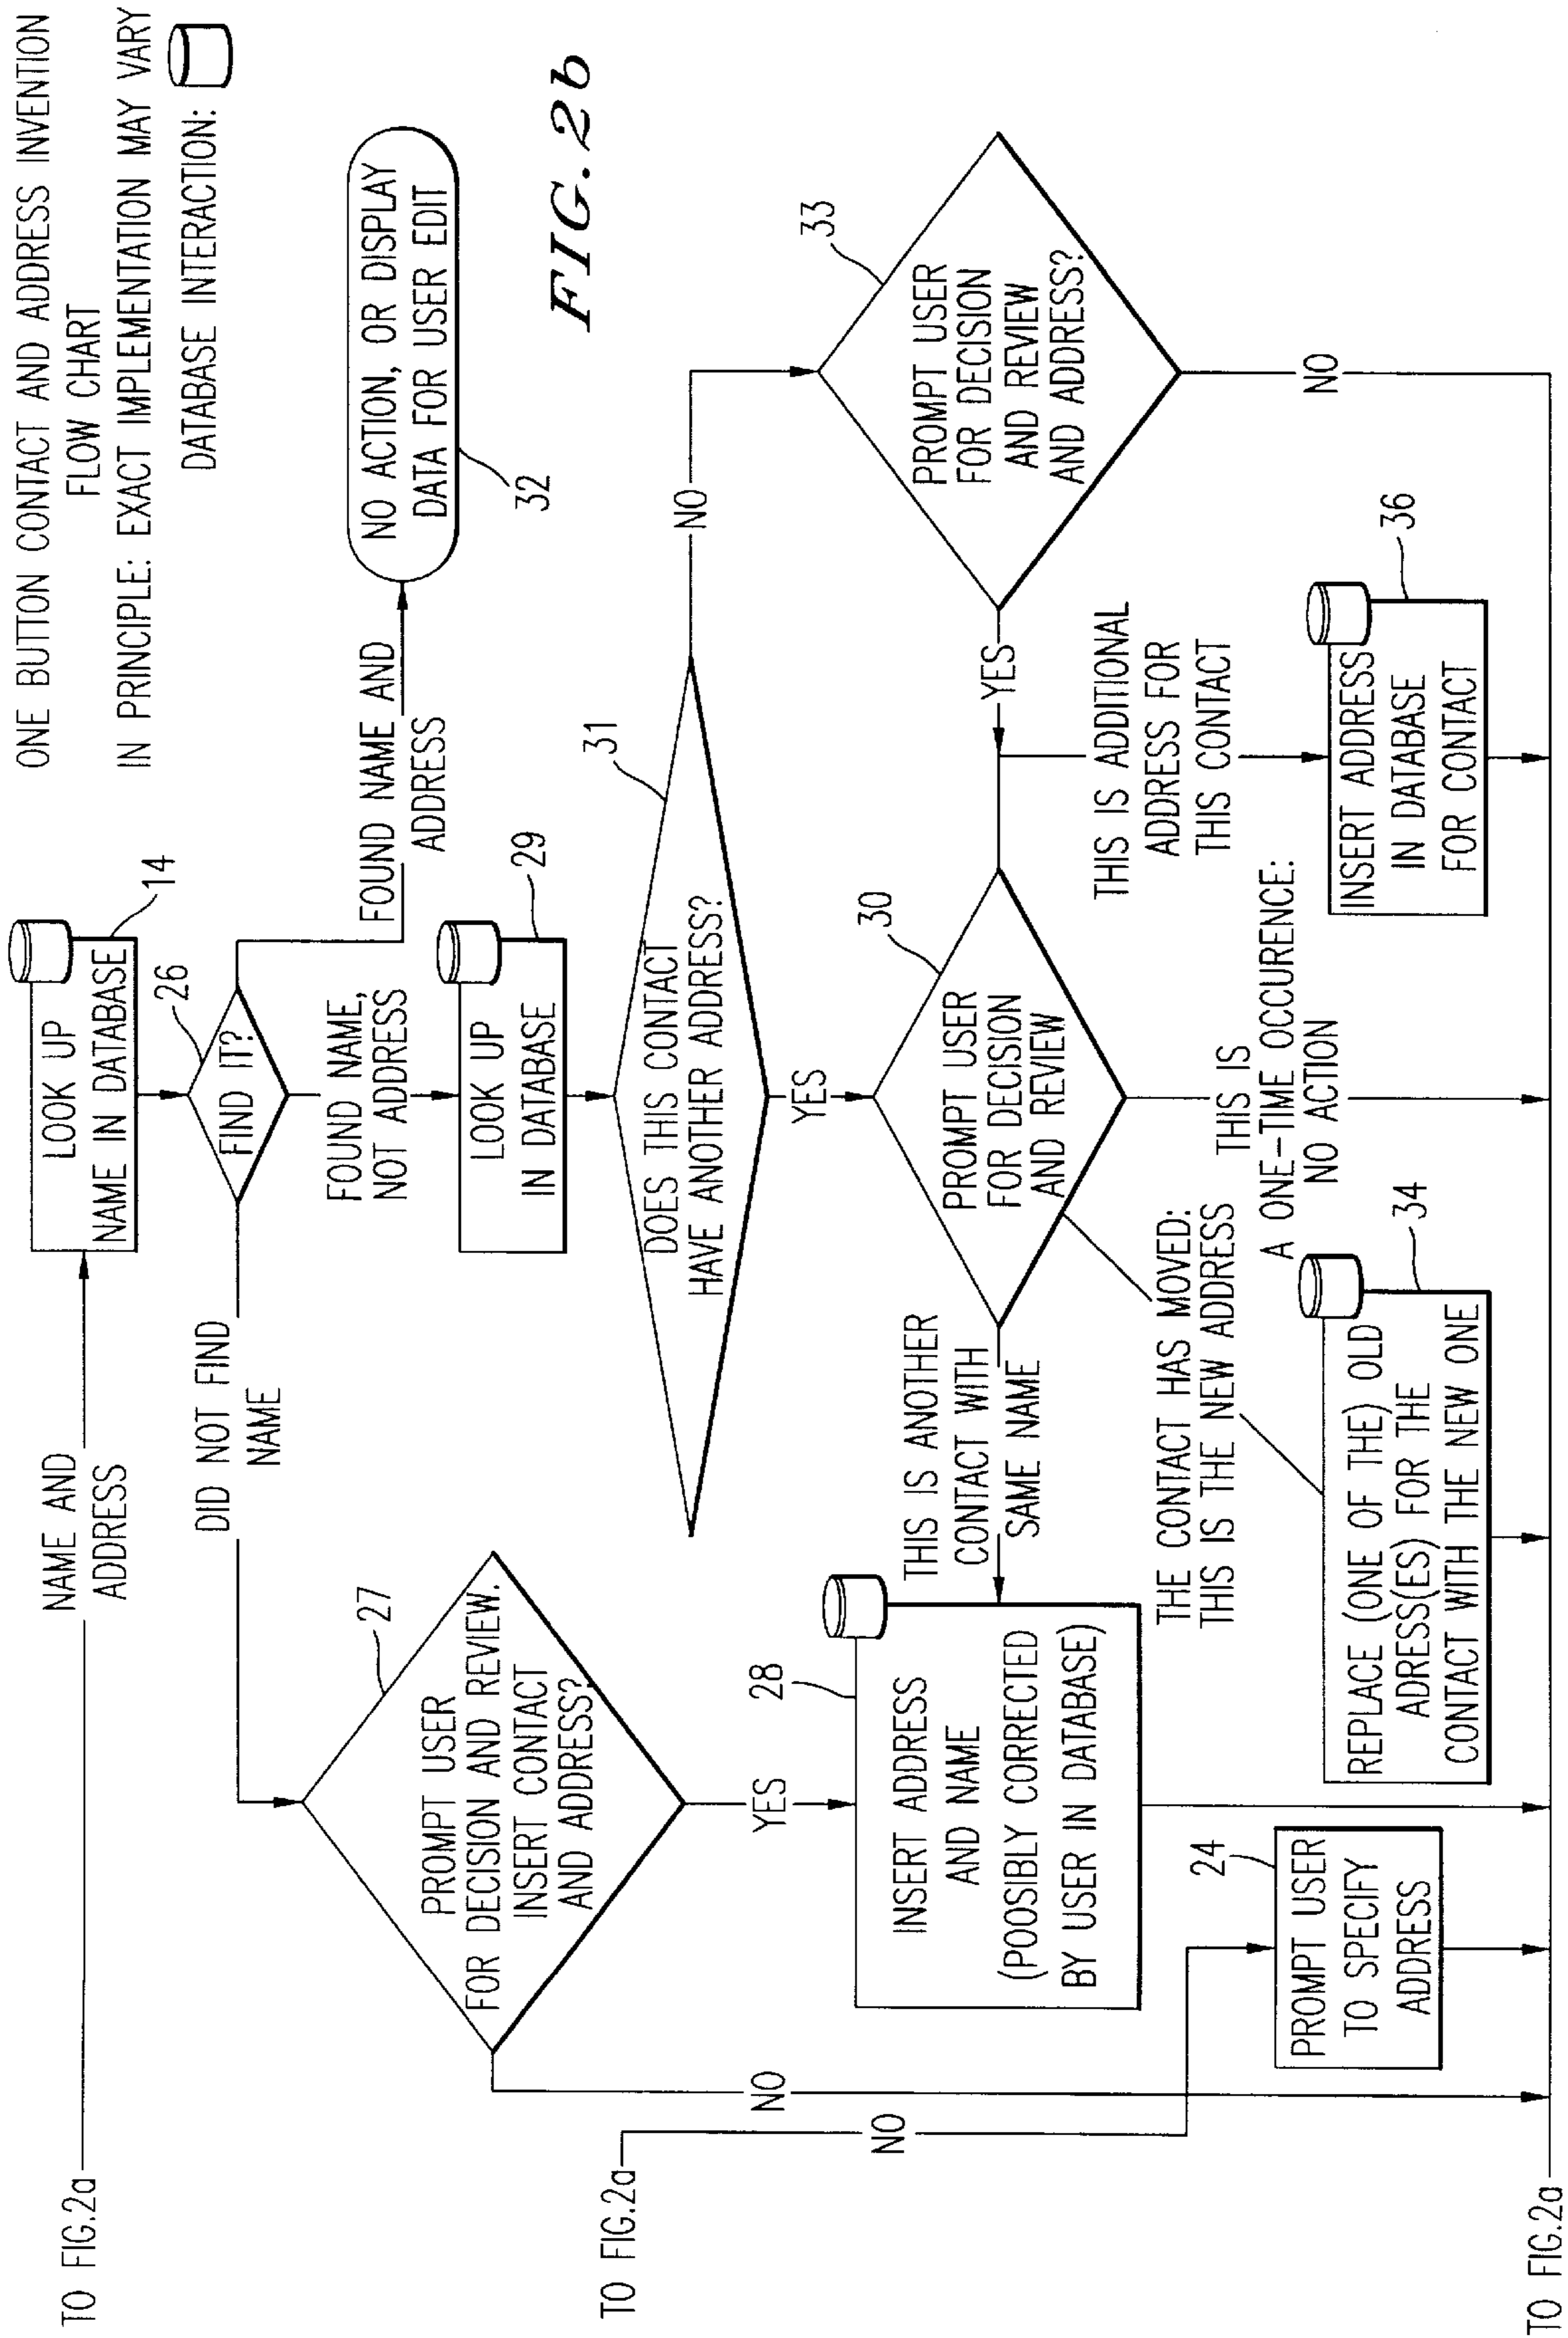 ONE BUTTON CONTACT AND ADDRESS INVENTION
FLOW CHART
IN PRINCIPLE: EXACT IMPLEMENTATION MAY VARY
DATABASE INTERACTION:
TO FIG.2a
NAME AND
ADDRESS
LOOK UP
NAME IN DATABASE
14
26
FIND IT?
DID NOT FIND
NAME
FOUND NAME,
NOT ADDRESS
FOUND NAME AND
ADDRESS
NO ACTION, OR DISPLAY
DATA FOR USER EDIT
32
FIG. 2b
27
PROMPT USER
FOR DECISION AND REVIEW.
INSERT CONTACT
AND ADDRESS?
LOOK UP
IN DATABASE
29
31
DOES THIS CONTACT
HAVE ANOTHER ADDRESS?
NO
33
PROMPT USER
FOR DECISION
AND REVIEW
AND ADDRESS?
NO
TO FIG.2a
NO
NO
YES
28
INSERT ADDRESS
AND NAME
(POOSIBLY CORRECTED
BY USER IN DATABASE)
THIS IS ANOTHER
CONTACT WITH
SAME NAME
YES
30
PROMPT USER
FOR DECISION
AND REVIEW
YES
THIS IS ADDITIONAL
ADDRESS FOR
THIS CONTACT
24
PROMPT USER
TO SPECIFY
ADDRESS
THE CONTACT HAS MOVED:
THIS IS THE NEW ADDRESS
34
REPLACE (ONE OF THE) OLD
ADRESS(ES) FOR THE
CONTACT WITH THE NEW ONE
THIS IS
A ONE-TIME OCCURENCE:
NO ACTION
36
INSERT ADDRESS
IN DATABASE
FOR CONTACT
TO FIG.2a